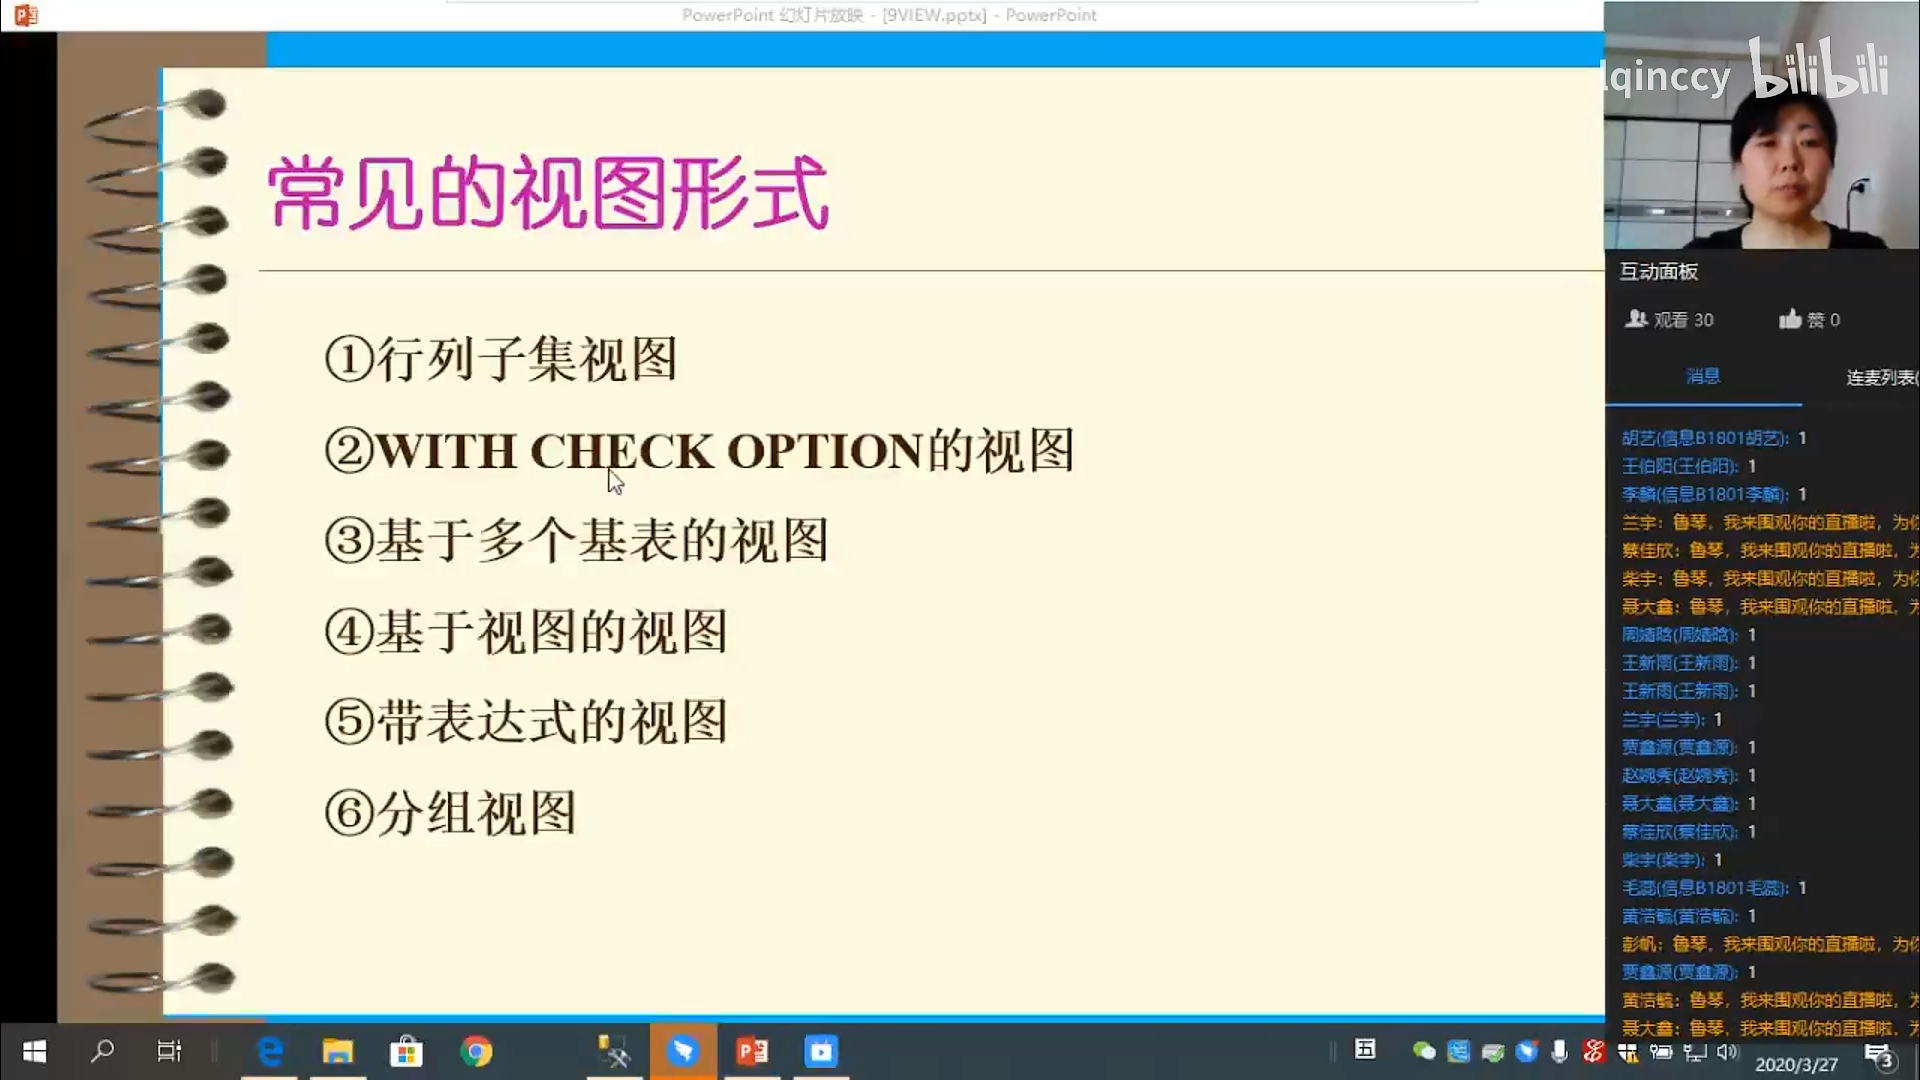 PowerPoint 幻灯片放映 - [9VIEW.pptx] - PowerPoint
lqinccy bilibili
常见的视图形式
①行列子集视图
②WITH CHECK OPTION的视图
③基于多个基表的视图
④基于视图的视图
⑤带表达式的视图
⑥分组视图
互动面板
观看 30 赞 0
消息 连麦列表(
胡艺(信息B1801胡艺): 1
王伯阳(王伯阳): 1
李麟(信息B1801李麟): 1
兰宇: 鲁琴, 我来围观你的直播啦, 为你
蔡佳欣: 鲁琴, 我来围观你的直播啦, 为
柴宇: 鲁琴, 我来围观你的直播啦, 为你
聂大鑫: 鲁琴, 我来围观你的直播啦, 为
周婧晗(周婧晗): 1
王新雨(王新雨): 1
王新雨(王新雨): 1
兰宇(兰宇): 1
贾鑫源(贾鑫源): 1
赵婉秀(赵婉秀): 1
聂大鑫(聂大鑫): 1
蔡佳欣(蔡佳欣): 1
柴宇(柴宇): 1
毛蕊(信息B1801毛蕊): 1
黄浩毓(黄浩毓): 1
彭帆: 鲁琴, 我来围观你的直播啦, 为你
贾鑫源(贾鑫源): 1
黄浩毓: 鲁琴, 我来围观你的直播啦, 为
聂大鑫: 鲁琴, 我来围观你的直播啦, 为
五
2020/3/27
3